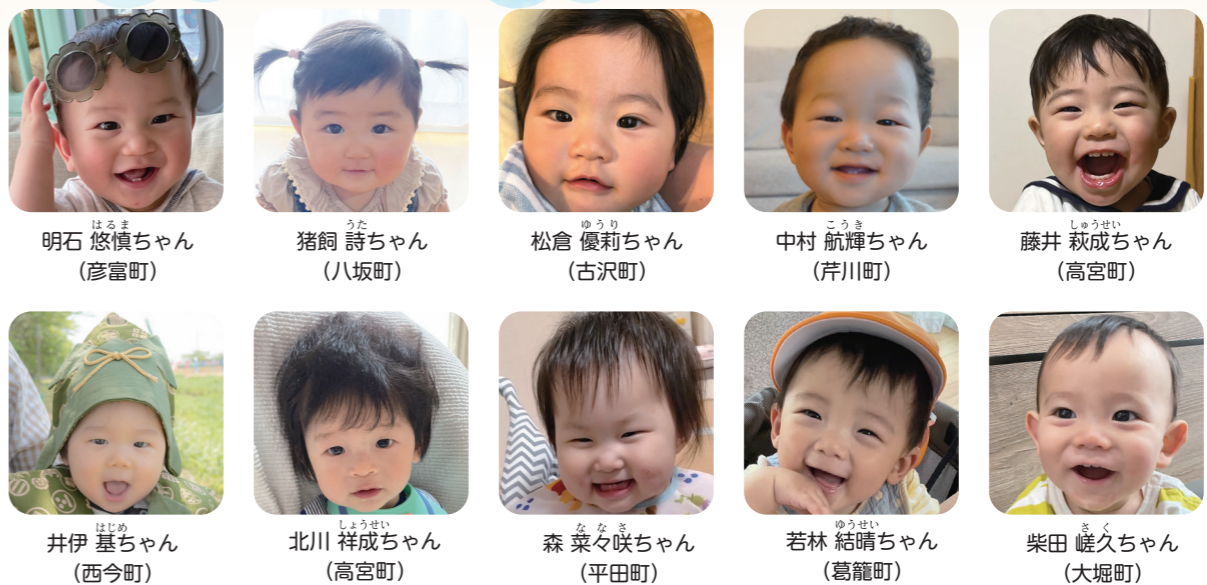 はるま
明石 悠慎ちゃん
(彦富町)
うた
猪飼 詩ちゃん
(八坂町)
ゆうり
松倉 優莉ちゃん
(古沢町)
こうき
中村 航輝ちゃん
(芹川町)
しゅうせい
藤井 萩成ちゃん
(高宮町)
はじめ
井伊 基ちゃん
(西今町)
しょうせい
北川 祥成ちゃん
(高宮町)
ななさ
森 菜々咲ちゃん
(平田町)
ゆうせい
若林 結晴ちゃん
(葛籠町)
さく
柴田 嵯久ちゃん
(大堀町)